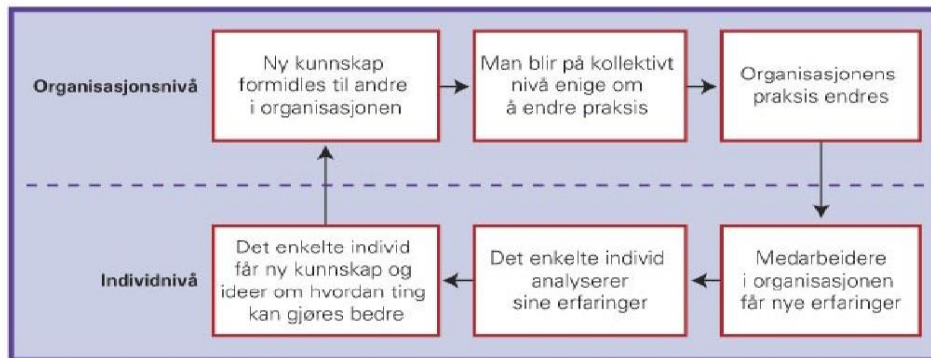 Organisasjonsnivå
Ny kunnskap
formidles til andre
i organisasjonen
Man blir på kollektivt
nivå enige om
å endre praksis
Organisasjonens
praksis endres
Individnivå
Det enkelte individ
får ny kunnskap og
ideer om hvordan ting
kan gjøres bedre
Det enkelte individ
analyserer
sine erfaringer
Medarbeidere
i organisasjonen
får nye erfaringer